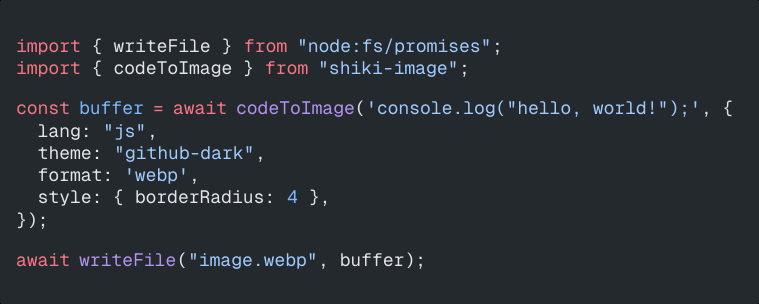 import { writeFile } from "node:fs/promises";
import { codeToImage } from "shiki-image";

const buffer = await codeToImage('console.log("hello, world!");', {
  lang: "js",
  theme: "github-dark",
  format: 'webp',
  style: { borderRadius: 4 },
});

await writeFile("image.webp", buffer);